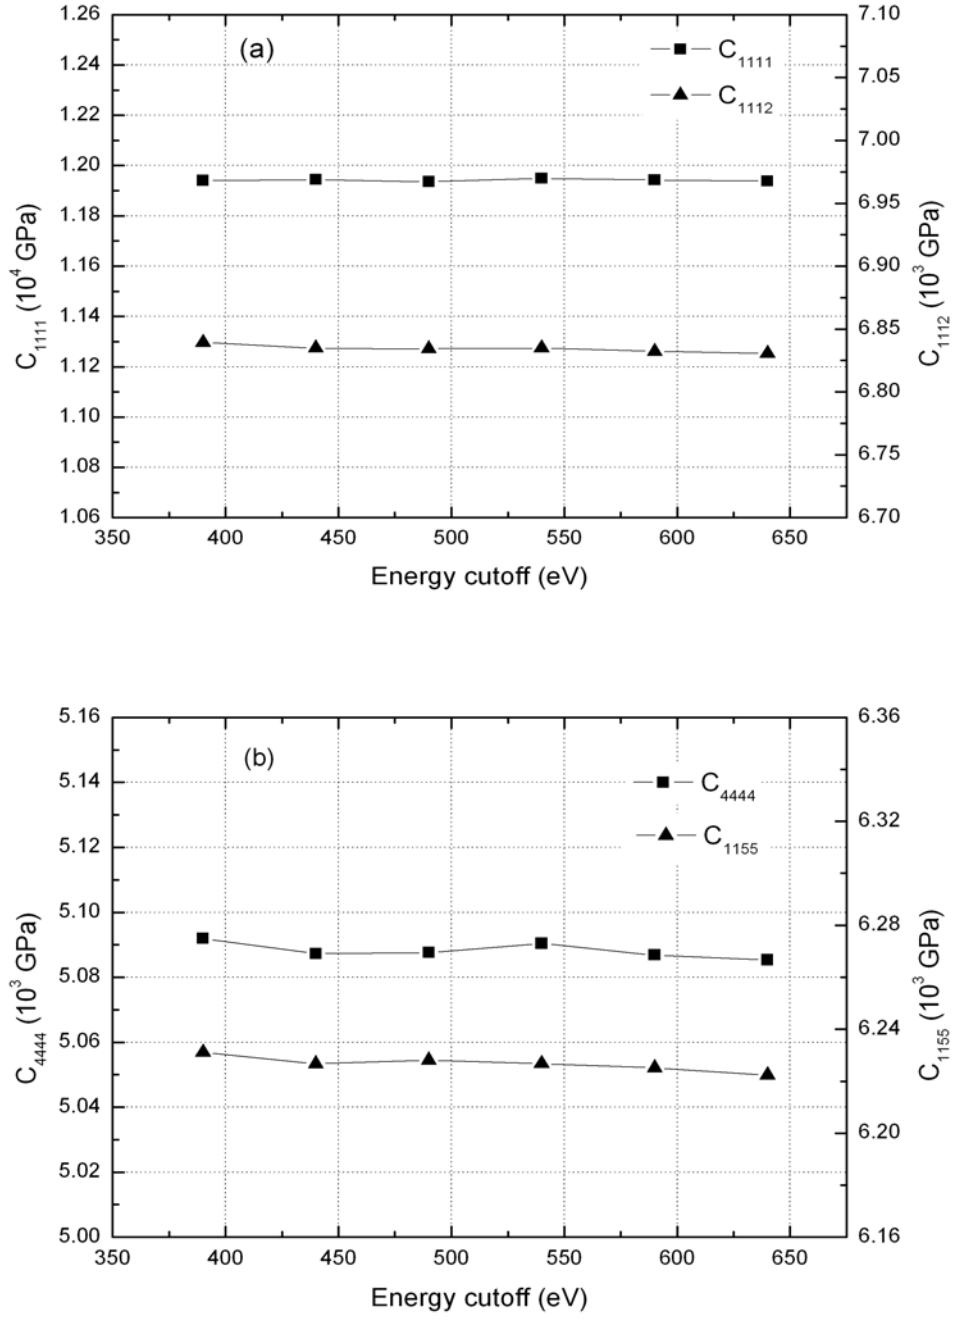 (a)
C₁₁₁₁
C₁₁₁₂
1.26
1.24
1.22
1.20
1.18
1.16
1.14
1.12
1.10
1.08
1.06
C₁₁₁₁ (10⁴ GPa)
7.10
7.05
7.00
6.95
6.90
6.85
6.80
6.75
6.70
C₁₁₁₂ (10³ GPa)
350 400 450 500 550 600 650
Energy cutoff (eV)
(b)
C₄₄₄₄
C₁₁₅₅
5.16
5.14
5.12
5.10
5.08
5.06
5.04
5.02
5.00
C₄₄₄₄ (10³ GPa)
6.36
6.32
6.28
6.24
6.20
6.16
C₁₁₅₅ (10³ GPa)
350 400 450 500 550 600 650
Energy cutoff (eV)